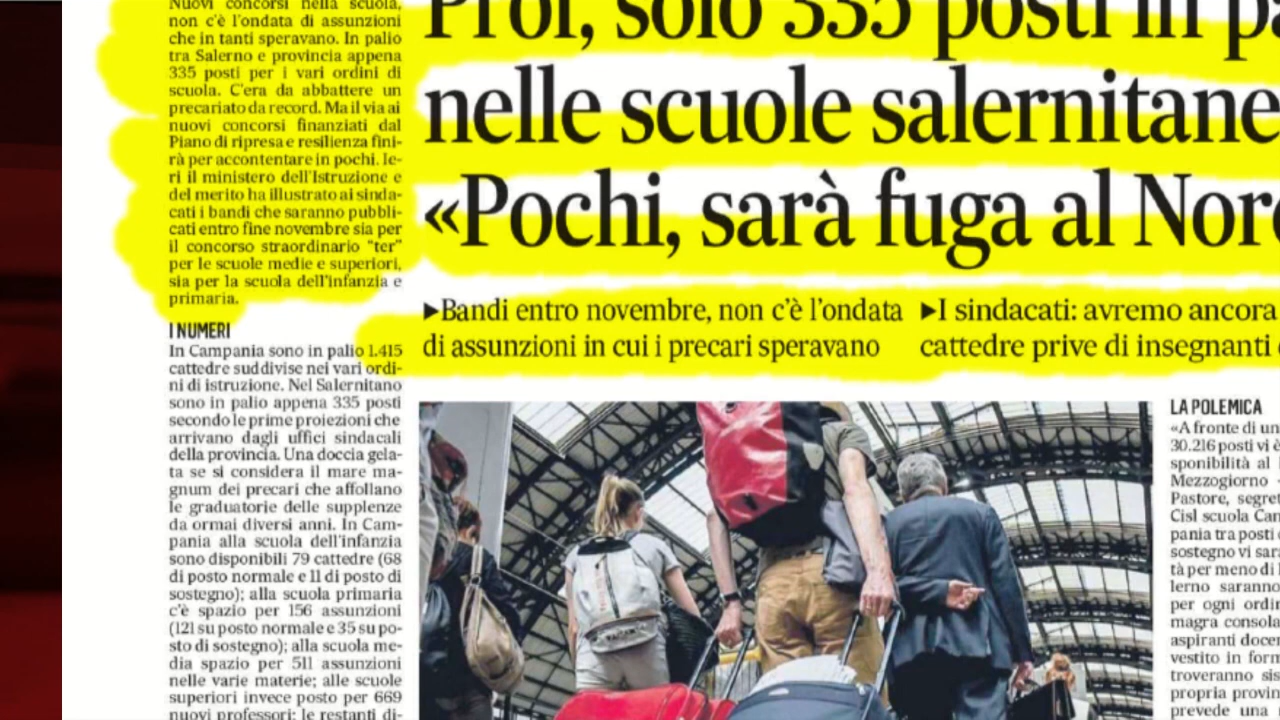 Nuovi concorsi nella scuola,
non c'è l'ondata di assunzioni
che in tanti speravano. In palio
tra Salerno e provincia appena
335 posti per i vari ordini di
scuola. C'era da abbattere un
precariato da record. Ma il via ai
nuovi concorsi finanziati dal
Piano di ripresa e resilienza fini-
rà per accontentare in pochi. Ie-
ri il ministero dell'Istruzione e
del merito ha illustrato ai sinda-
cati i bandi che saranno pubbli-
cati entro fine novembre sia per
il concorso straordinario "ter"
per le scuole medie e superiori,
sia per la scuola dell'infanzia e
primaria.
I NUMERI
In Campania sono in palio 1.415
cattedre suddivise nei vari ordi-
ni di istruzione. Nel Salernitano
sono in palio appena 335 posti
secondo le prime proiezioni che
arrivano dagli uffici sindacali
della provincia. Una doccia gela-
ta se si considera il mare ma-
gnum dei precari che affollano
le graduatorie delle supplenze
da ormai diversi anni. In Cam-
pania alla scuola dell'infanzia
sono disponibili 79 cattedre (68
di posto normale e 11 di posto di
sostegno); alla scuola primaria
c'è spazio per 156 assunzioni
(121 su posto normale e 35 su po-
sto di sostegno); alla scuola me-
dia spazio per 511 assunzioni
nelle varie materie; alle scuole
superiori invece posto per 669
nuovi professori; le restanti di-
Prof, solo 335 posti in pa
nelle scuole salernitane
«Pochi, sarà fuga al Nord
▶Bandi entro novembre, non c'è l'ondata
di assunzioni in cui i precari speravano
▶I sindacati: avremo ancora
cattedre prive di insegnanti
LA POLEMICA
«A fronte di un
30.216 posti vi è
sponibilità al
Mezzogiorno
Pastore, segret
Cisl scuola Cam
pania tra posti
sostegno vi sar
tà per meno di
lerno saranno
per ogni ordin
magra consola
aspiranti docen
vestito in form
troveranno sis
propria provin
prevede una